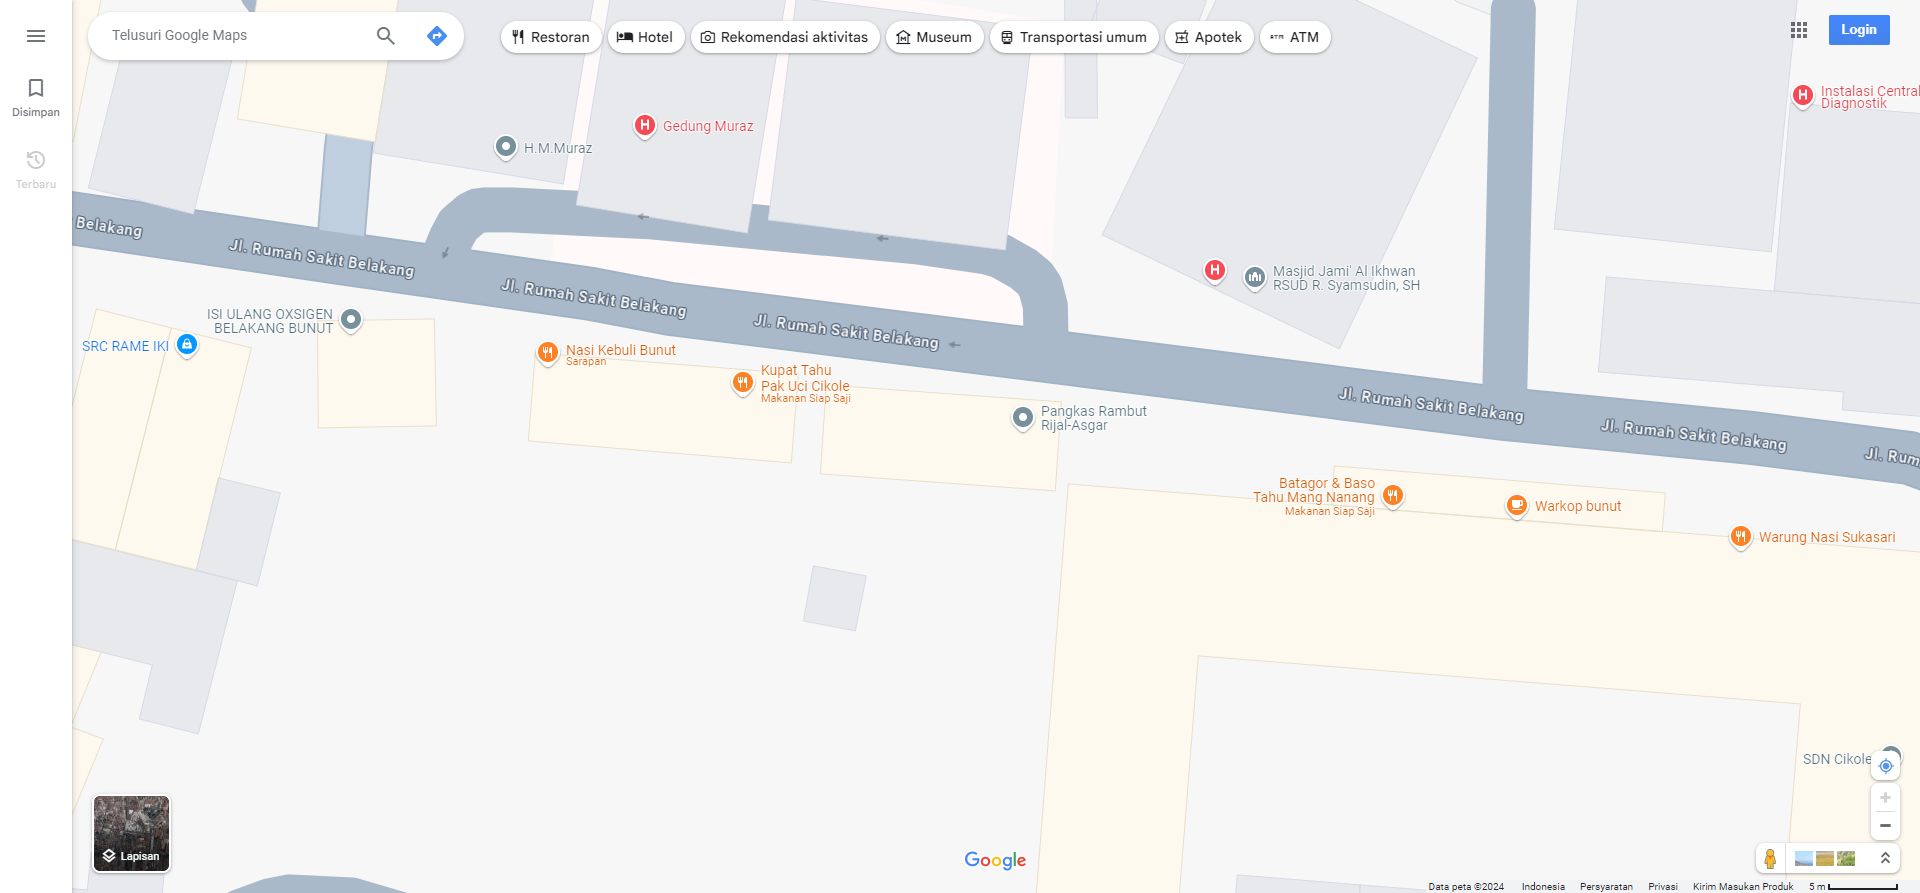 Telusuri Google Maps
Restoran
Hotel
Rekomendasi aktivitas
Museum
Transportasi umum
Apotek
ATM
Login
Disimpan
Terbaru
Instalasi Central
Diagnostik
Gedung Muraz
H.M.Muraz
Belakang
Jl. Rumah Sakit Belakang
Jl. Rumah Sakit Belakang
Jl. Rumah Sakit Belakang
Masjid Jami' Al Ikhwan
RSUD R. Syamsudin, SH
ISI ULANG OXSIGEN
BELAKANG BUNUT
SRC RAME IKI
Nasi Kebuli Bunut
Sarapan
Kupat Tahu
Pak Uci Cikole
Makanan Siap Saji
Pangkas Rambut
Rijal-Asgar
Jl. Rumah Sakit Belakang
Jl. Rumah Sakit Belakang
Jl. Rum
Batagor & Baso
Tahu Mang Nanang
Makanan Siap Saji
Warkop bunut
Warung Nasi Sukasari
SDN Cikole
Lapisan
Google
Data peta ©2024 Indonesia Persyaratan Privasi Kirim Masukan Produk 5 m